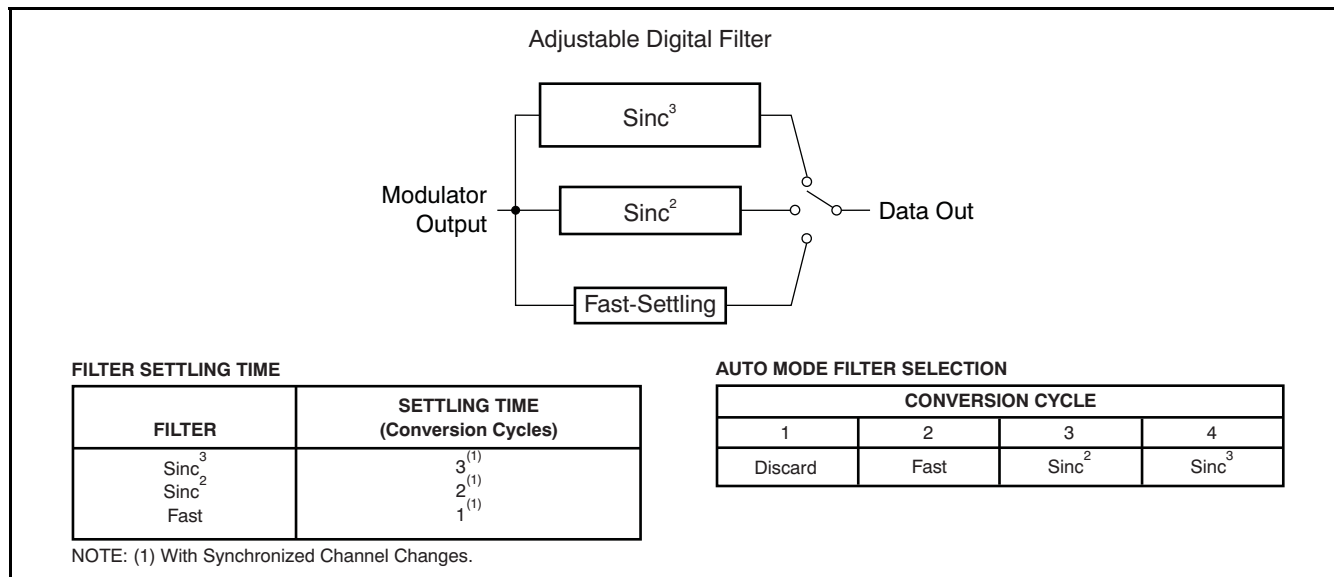 Adjustable Digital Filter
Sinc³
Modulator
Output
Sinc²
Data Out
Fast-Settling
FILTER SETTLING TIME
FILTER
SETTLING TIME
(Conversion Cycles)
Sinc³ 3⁽¹⁾
Sinc² 2⁽¹⁾
Fast 1⁽¹⁾
NOTE: (1) With Synchronized Channel Changes.
AUTO MODE FILTER SELECTION
CONVERSION CYCLE
1 2 3 4
Discard Fast Sinc² Sinc³